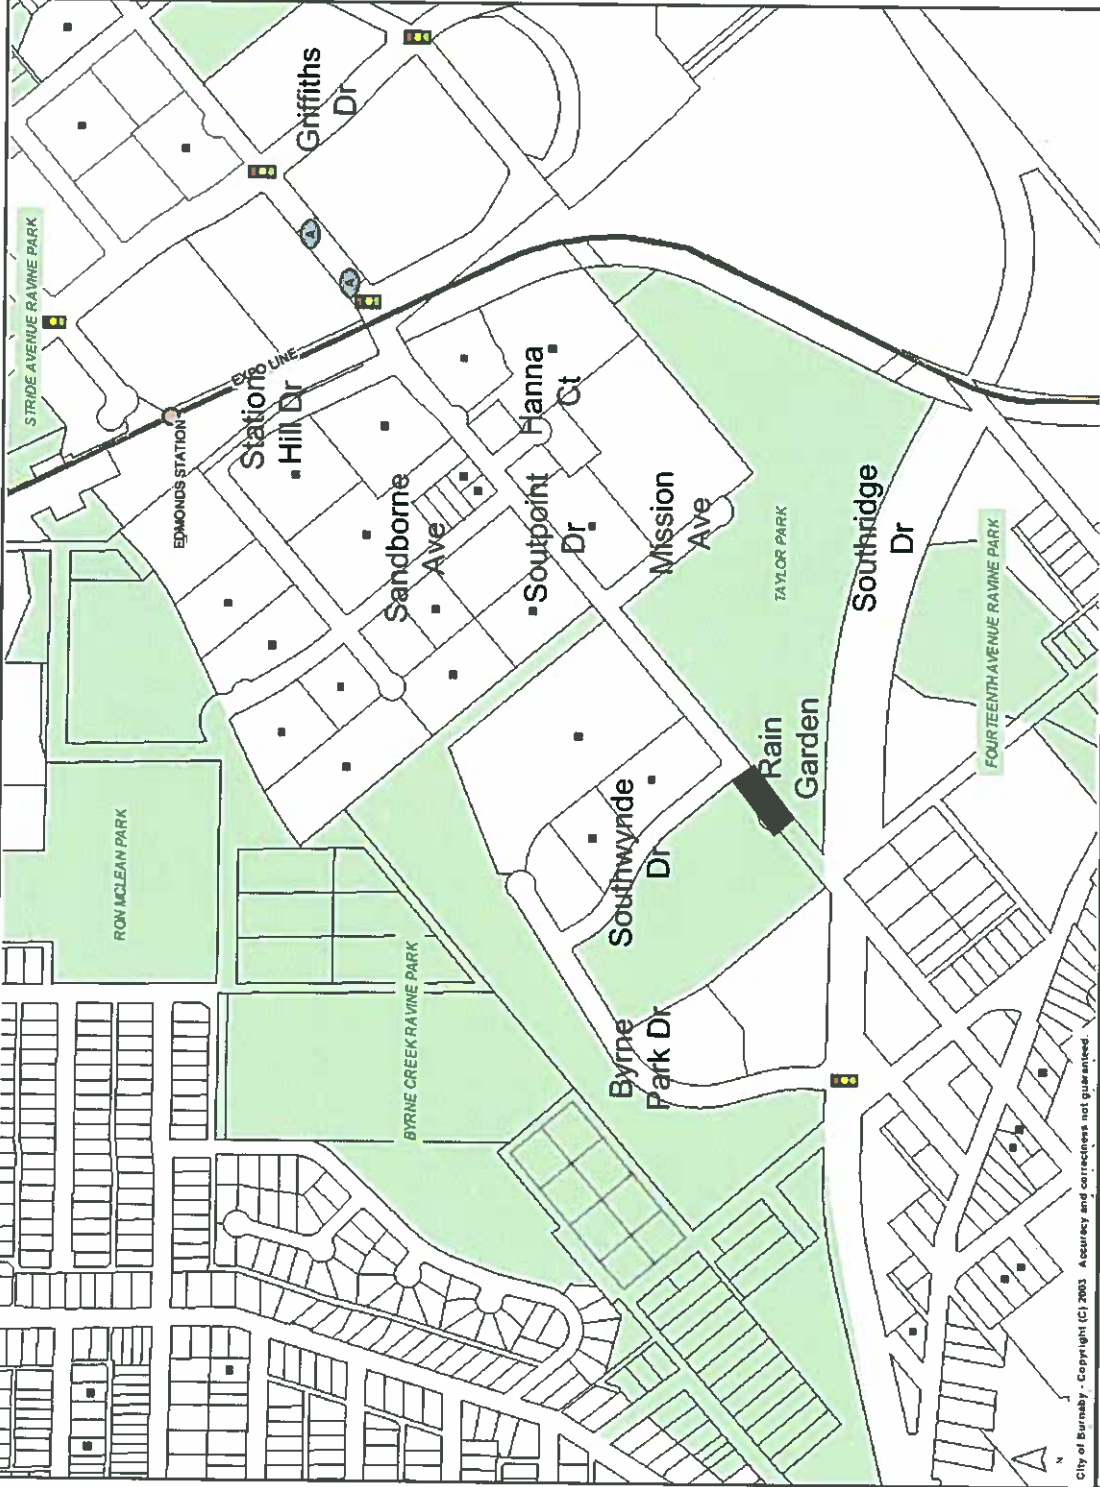 STRIDE AVENUE RAVINE PARK
Griffiths
Dr
EXPO LINE
EDMONDS STATION
Station
Hill Dr
A
A
Hanna
Ct
Sandborne
Ave
Soutpoint
Dr
Mission
Ave
TAYLOR PARK
Southridge
Dr
FOURTEENTH AVENUE RAVINE PARK
Rain
Garden
Southwynde
Dr
RON MCLEAN PARK
BYRNE CREEK RAVINE PARK
Byrne
Park Dr
N
City of Burnaby - Copyright (C) 2003 Accuracy and correctness not guaranteed.